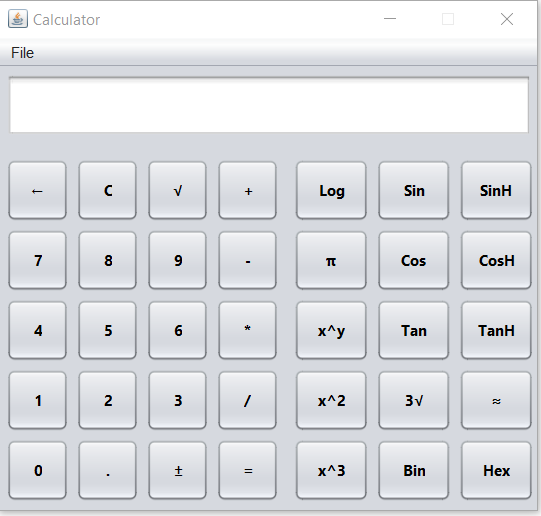 Calculator
File
← C √ + Log Sin SinH
7 8 9 - π Cos CosH
4 5 6 * x^y Tan TanH
1 2 3 / x^2 3√ ≈
0 . ± = x^3 Bin Hex